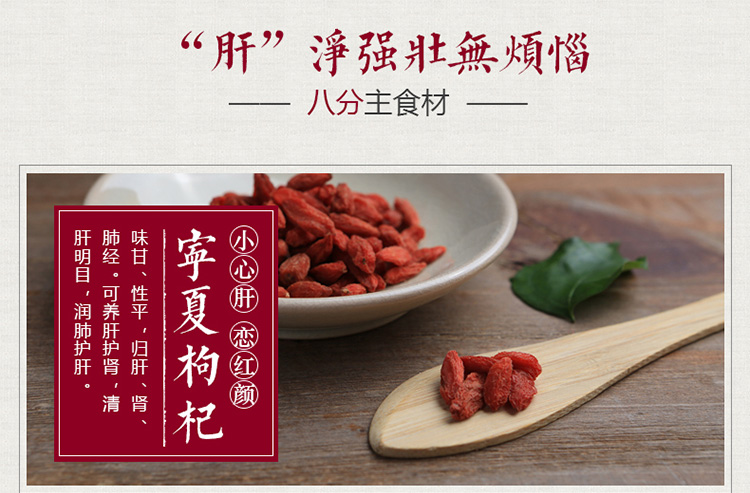 “肝”淨强壯無煩惱
八分主食材
小心肝 恋红颜
宁夏枸杞
味甘、性平，归肝、肾、
肺经。可养肝护肾，清
肝明目，润肺护肝。